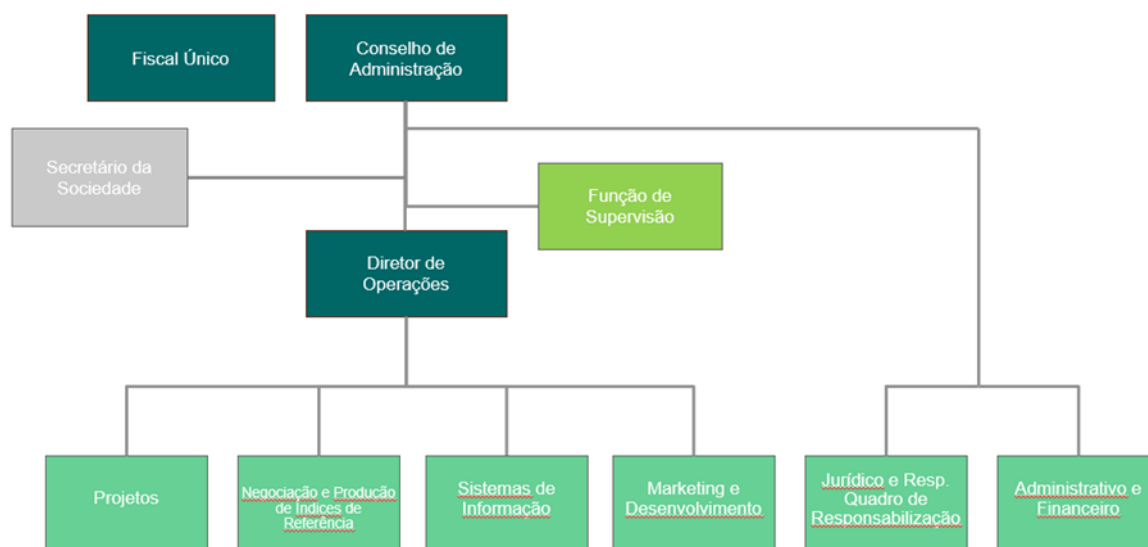 Fiscal Único
Conselho de
Administração
Secretário da
Sociedade
Função de
Supervisão
Diretor de
Operações
Projetos
Negociação e Produção
de Índices de
Referência
Sistemas de
Informação
Marketing e
Desenvolvimento
Jurídico e Resp.
Quadro de
Responsabilização
Administrativo e
Financeiro